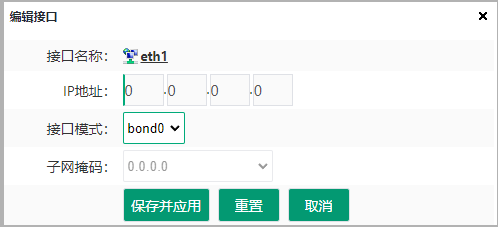 编辑接口 ×
接口名称： eth1
IP地址： 0.0.0.0
接口模式： bond0
子网掩码： 0.0.0.0
保存并应用 重置 取消